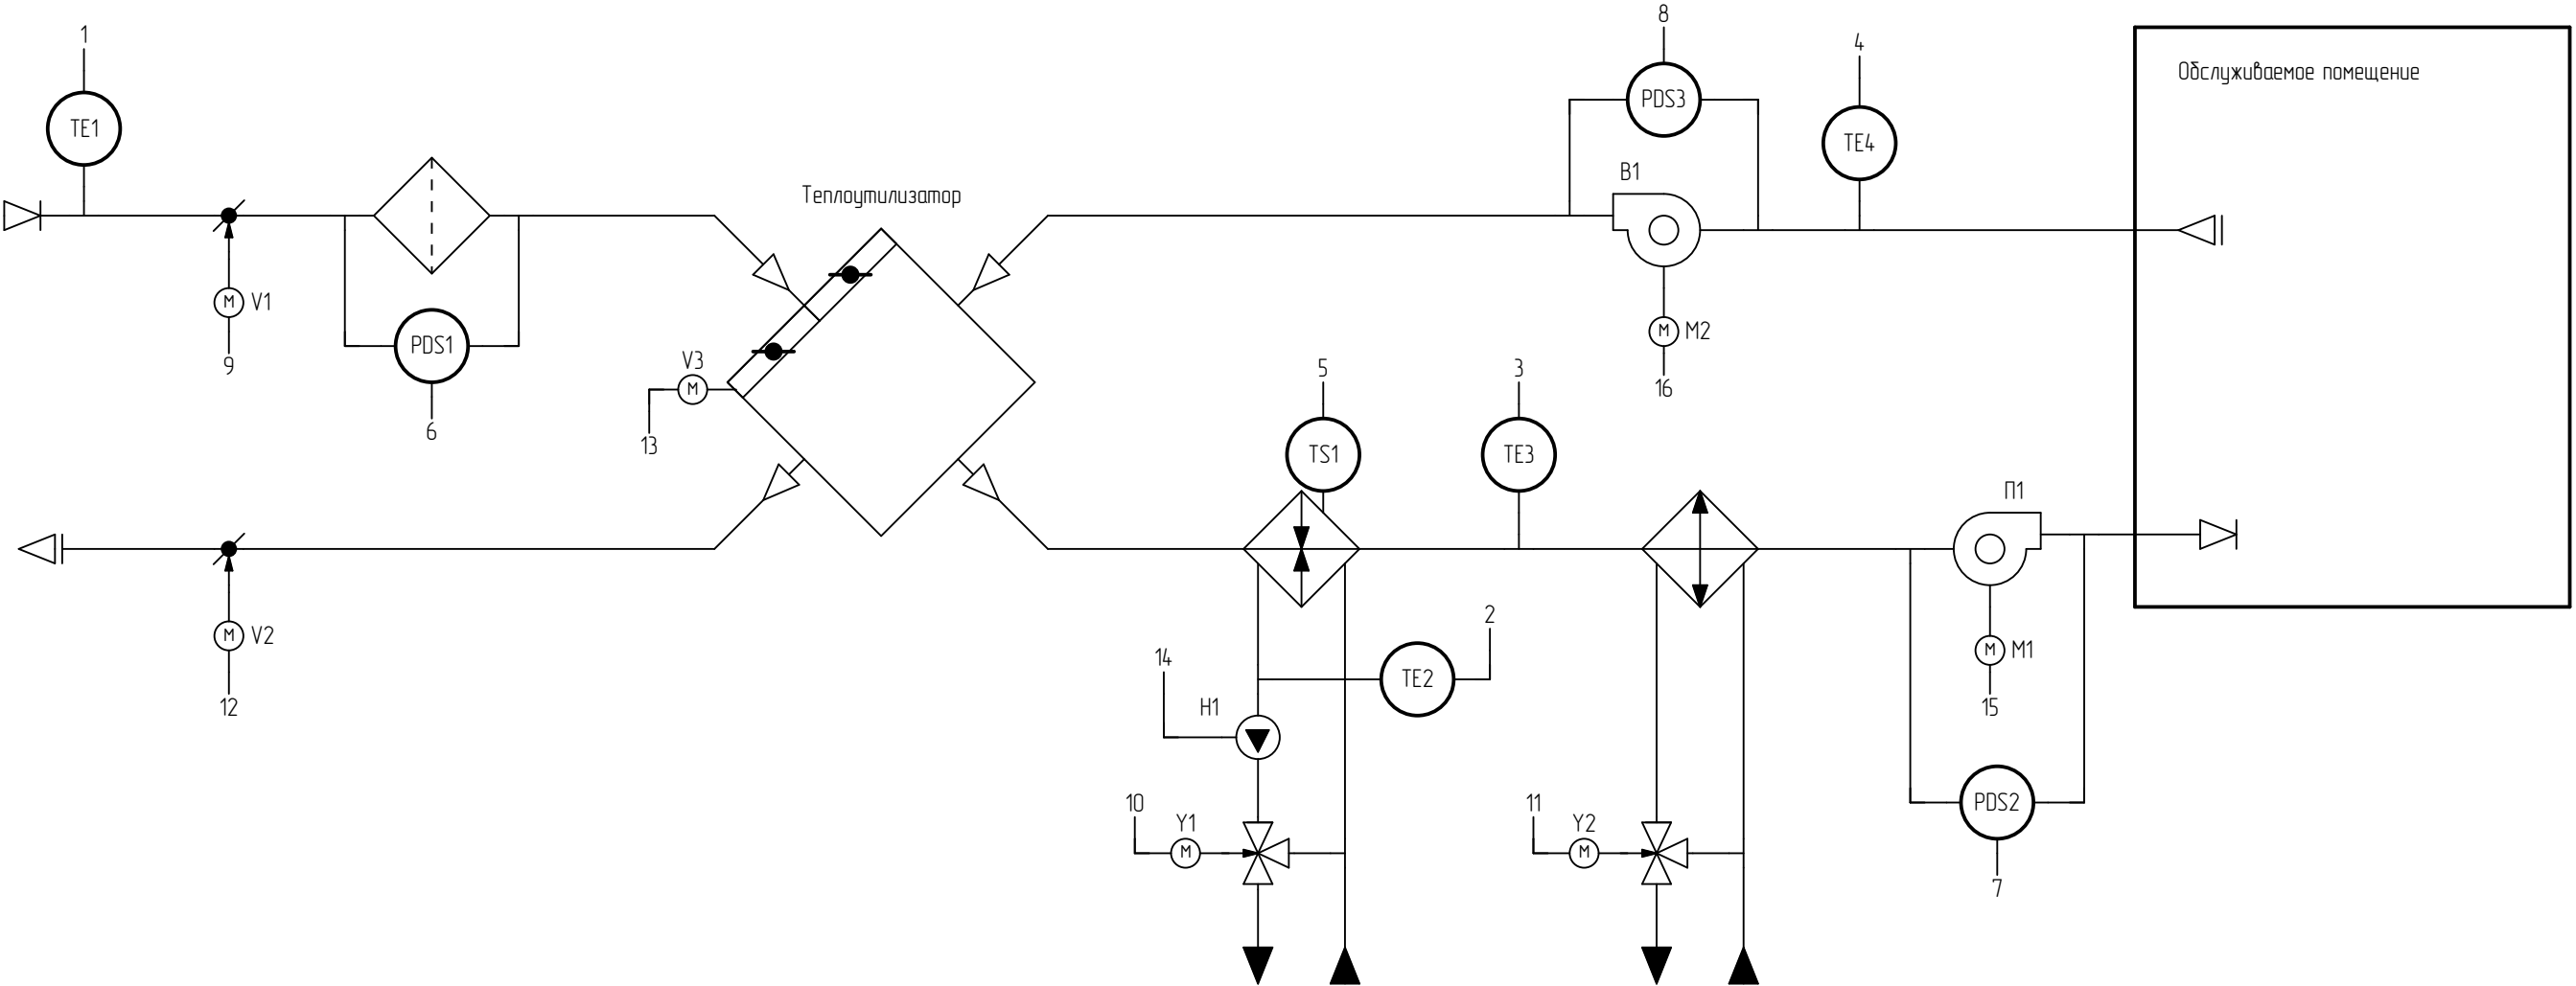 8
1
4
Обслуживаемое помещение
PDS3
TE1
TE4
В1
Теплоутилизатор
M
V1
M
M2
PDS1
9
V3
5
3
16
M
6
13
TS1
TE3
П1
2
M
V2
M
M1
14
TE2
12
H1
15
10
11
Y1
Y2
PDS2
M
M
7